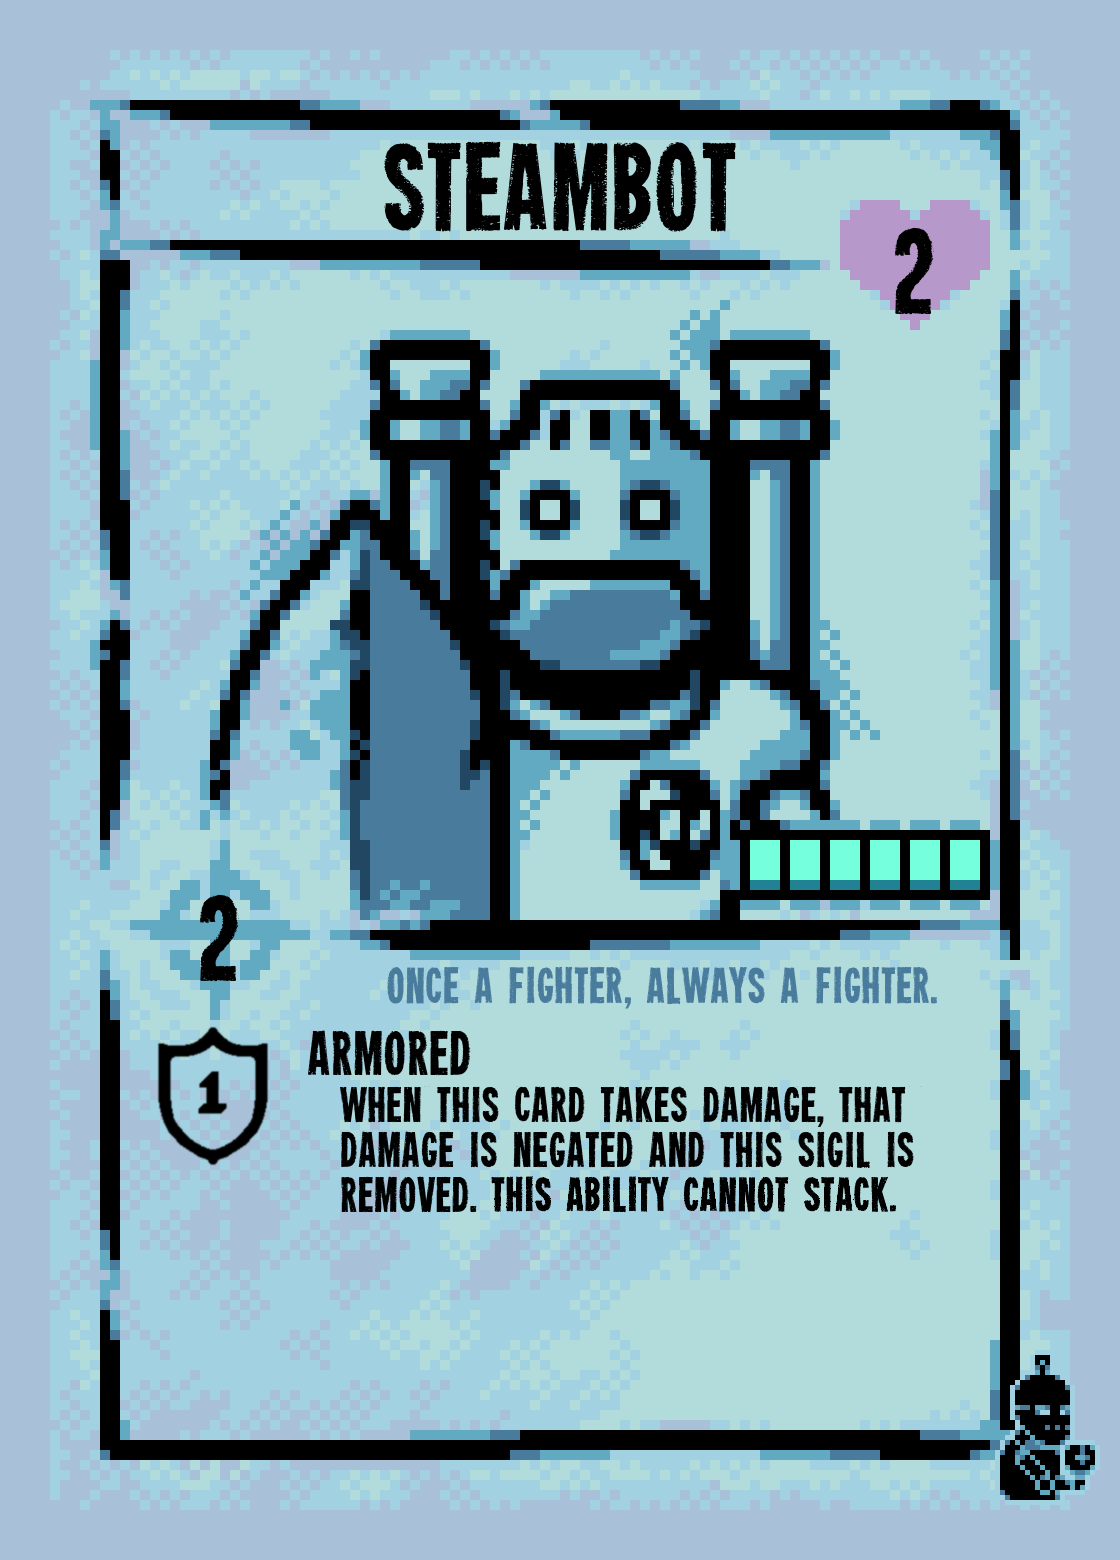 STEAMBOT
2
2
ONCE A FIGHTER, ALWAYS A FIGHTER.
1
ARMORED
WHEN THIS CARD TAKES DAMAGE, THAT
DAMAGE IS NEGATED AND THIS SIGIL IS
REMOVED. THIS ABILITY CANNOT STACK.